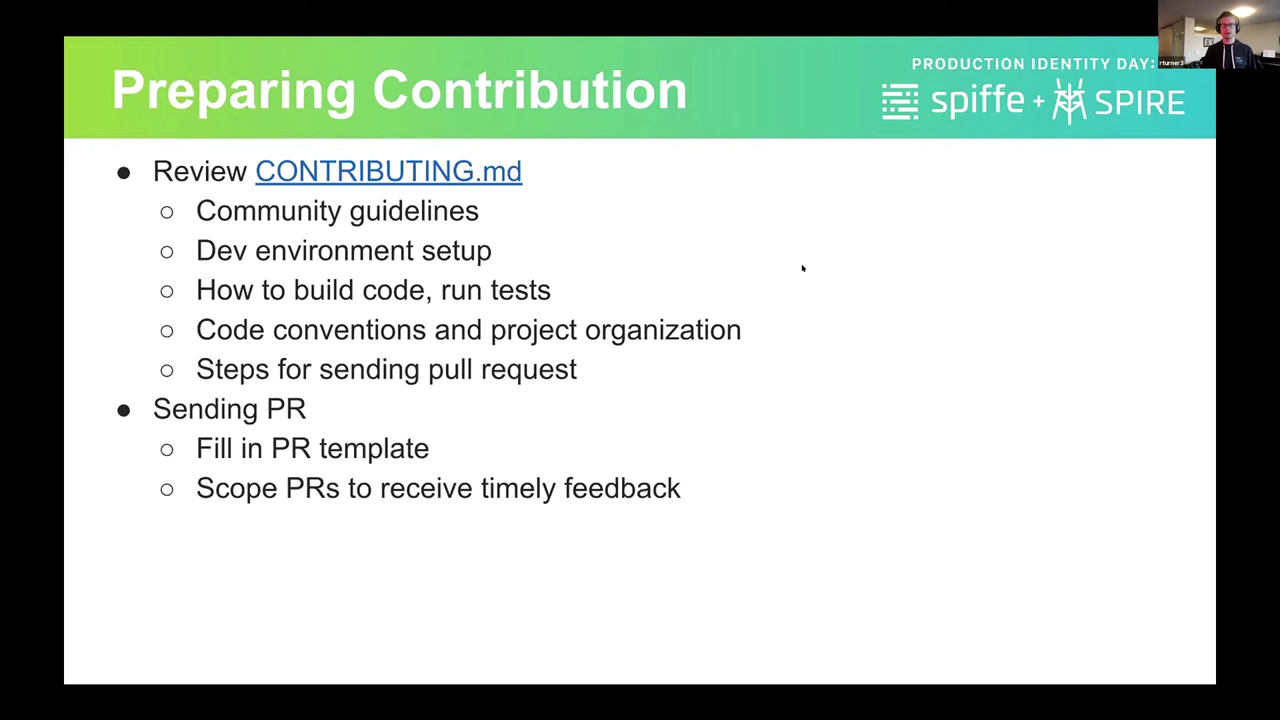 Preparing Contribution
PRODUCTION IDENTITY DAY:
spiffe + SPIRE
rturner3
● Review CONTRIBUTING.md
○ Community guidelines
○ Dev environment setup
○ How to build code, run tests
○ Code conventions and project organization
○ Steps for sending pull request
● Sending PR
○ Fill in PR template
○ Scope PRs to receive timely feedback